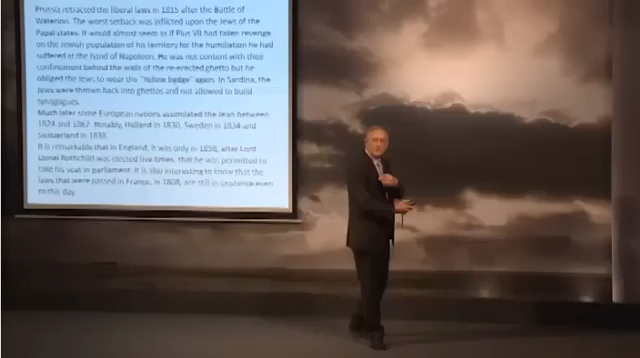 Prussia retracted the liberal laws in 1815 after the Battle of
Waterloo. The worst setback was inflicted upon the Jews of the
Papal states. It would almost seem as if Pius VII had taken revenge
on the Jewish population of his territory for the humiliation he had
suffered at the hand of Napoleon. He was not content with their
confinement behind the walls of the re-erected ghetto but he
obliged the Jews to wear the "Yellow badge" again. In Sardina, the
Jews were thrown back into ghettos and not allowed to build
synagogues.
Much later some European nations assimilated the Jews between
1824 and 1867. Notably, Holland in 1830, Sweden in 1834 and
Switzerland in 1838.
It is remarkable that in England, it was only in 1858, after Lord
Lionel Rothchild was elected five times, that he was permitted to
take his seat in parliament. It is also interesting to know that the
laws that were passed in France, in 1808, are still in existence even
to this day.